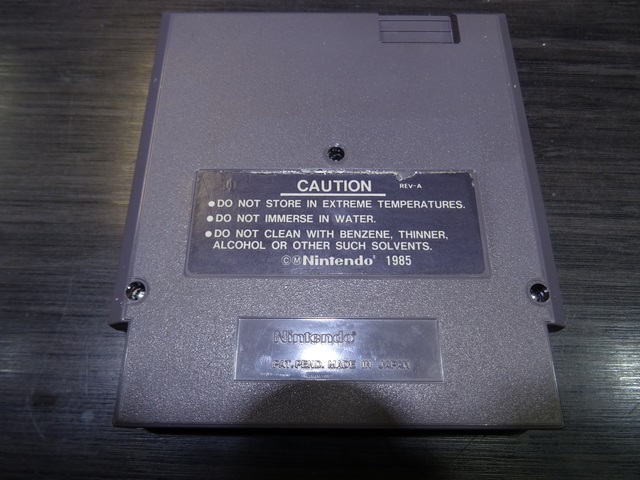 CAUTION REV-A
●DO NOT STORE IN EXTREME TEMPERATURES.
●DO NOT IMMERSE IN WATER.
●DO NOT CLEAN WITH BENZENE, THINNER,
ALCOHOL OR OTHER SUCH SOLVENTS.
©Ⓜ Nintendo® 1985
Nintendo®
PAT. PEND. MADE IN JAPAN